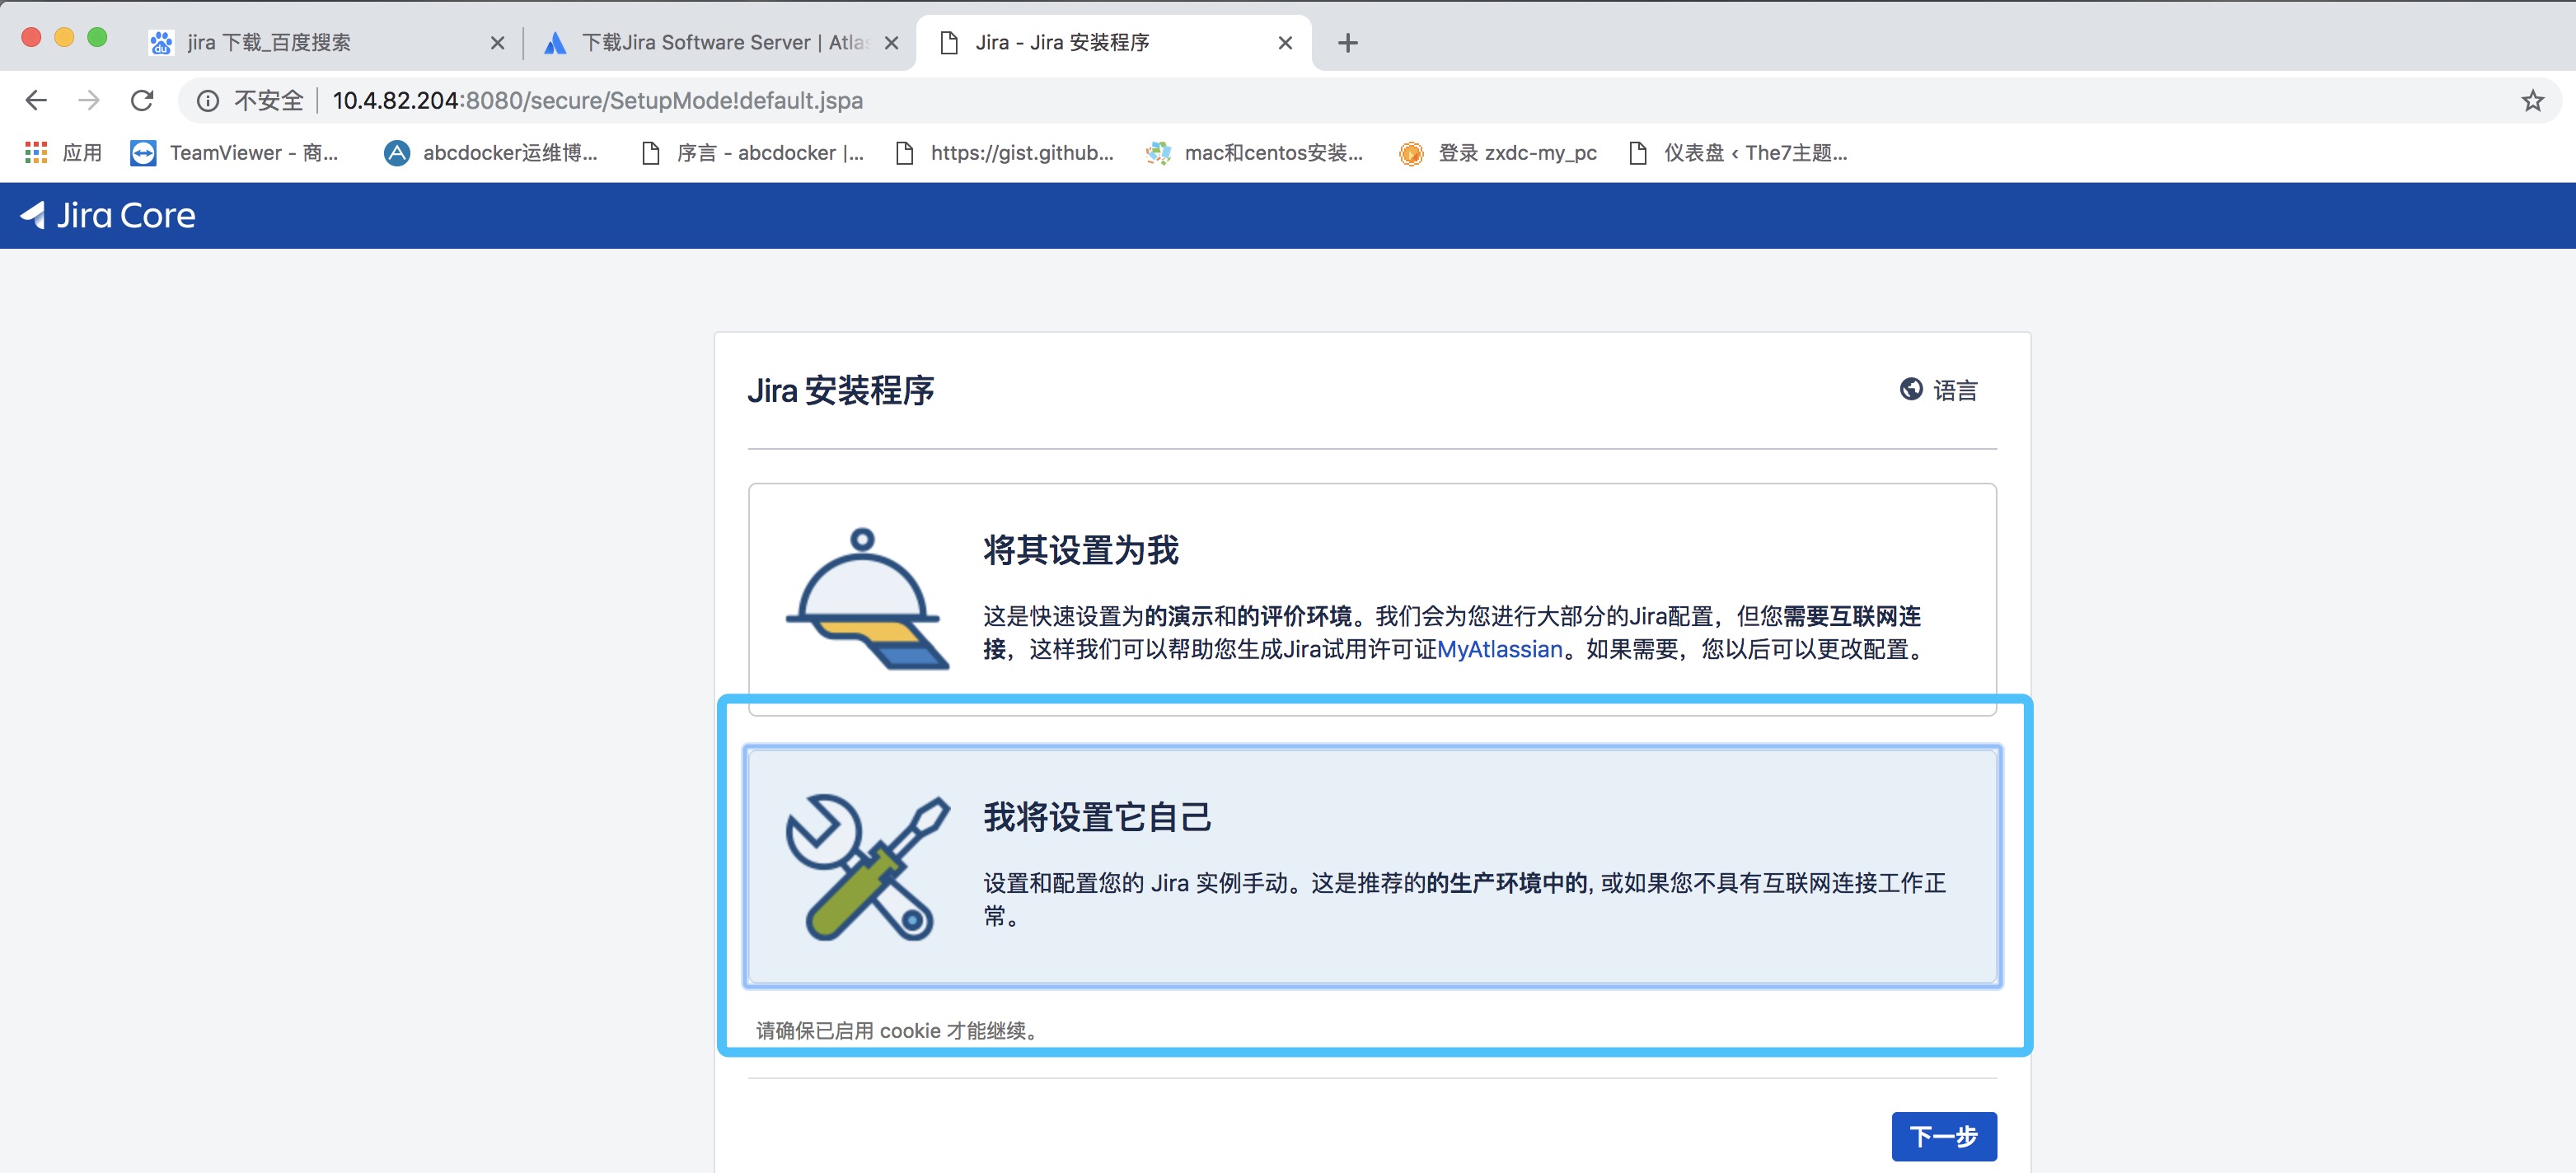 jira 下载_百度搜索
下载Jira Software Server | Atlas
Jira - Jira 安装程序
不安全 10.4.82.204:8080/secure/SetupMode!default.jspa
应用 TeamViewer - 商... abcdocker运维博... 序言 - abcdocker |... https://gist.github... mac和centos安装... 登录 zxdc-my_pc 仪表盘 ‹ The7主题...
Jira Core
Jira 安装程序
语言
将其设置为我
这是快速设置为的演示和的评价环境。我们会为您进行大部分的Jira配置，但您需要互联网连
接，这样我们可以帮助您生成Jira试用许可证MyAtlassian。如果需要，您以后可以更改配置。
我将设置它自己
设置和配置您的 Jira 实例手动。这是推荐的的生产环境中的, 或如果您不具有互联网连接工作正
常。
请确保已启用 cookie 才能继续。
下一步